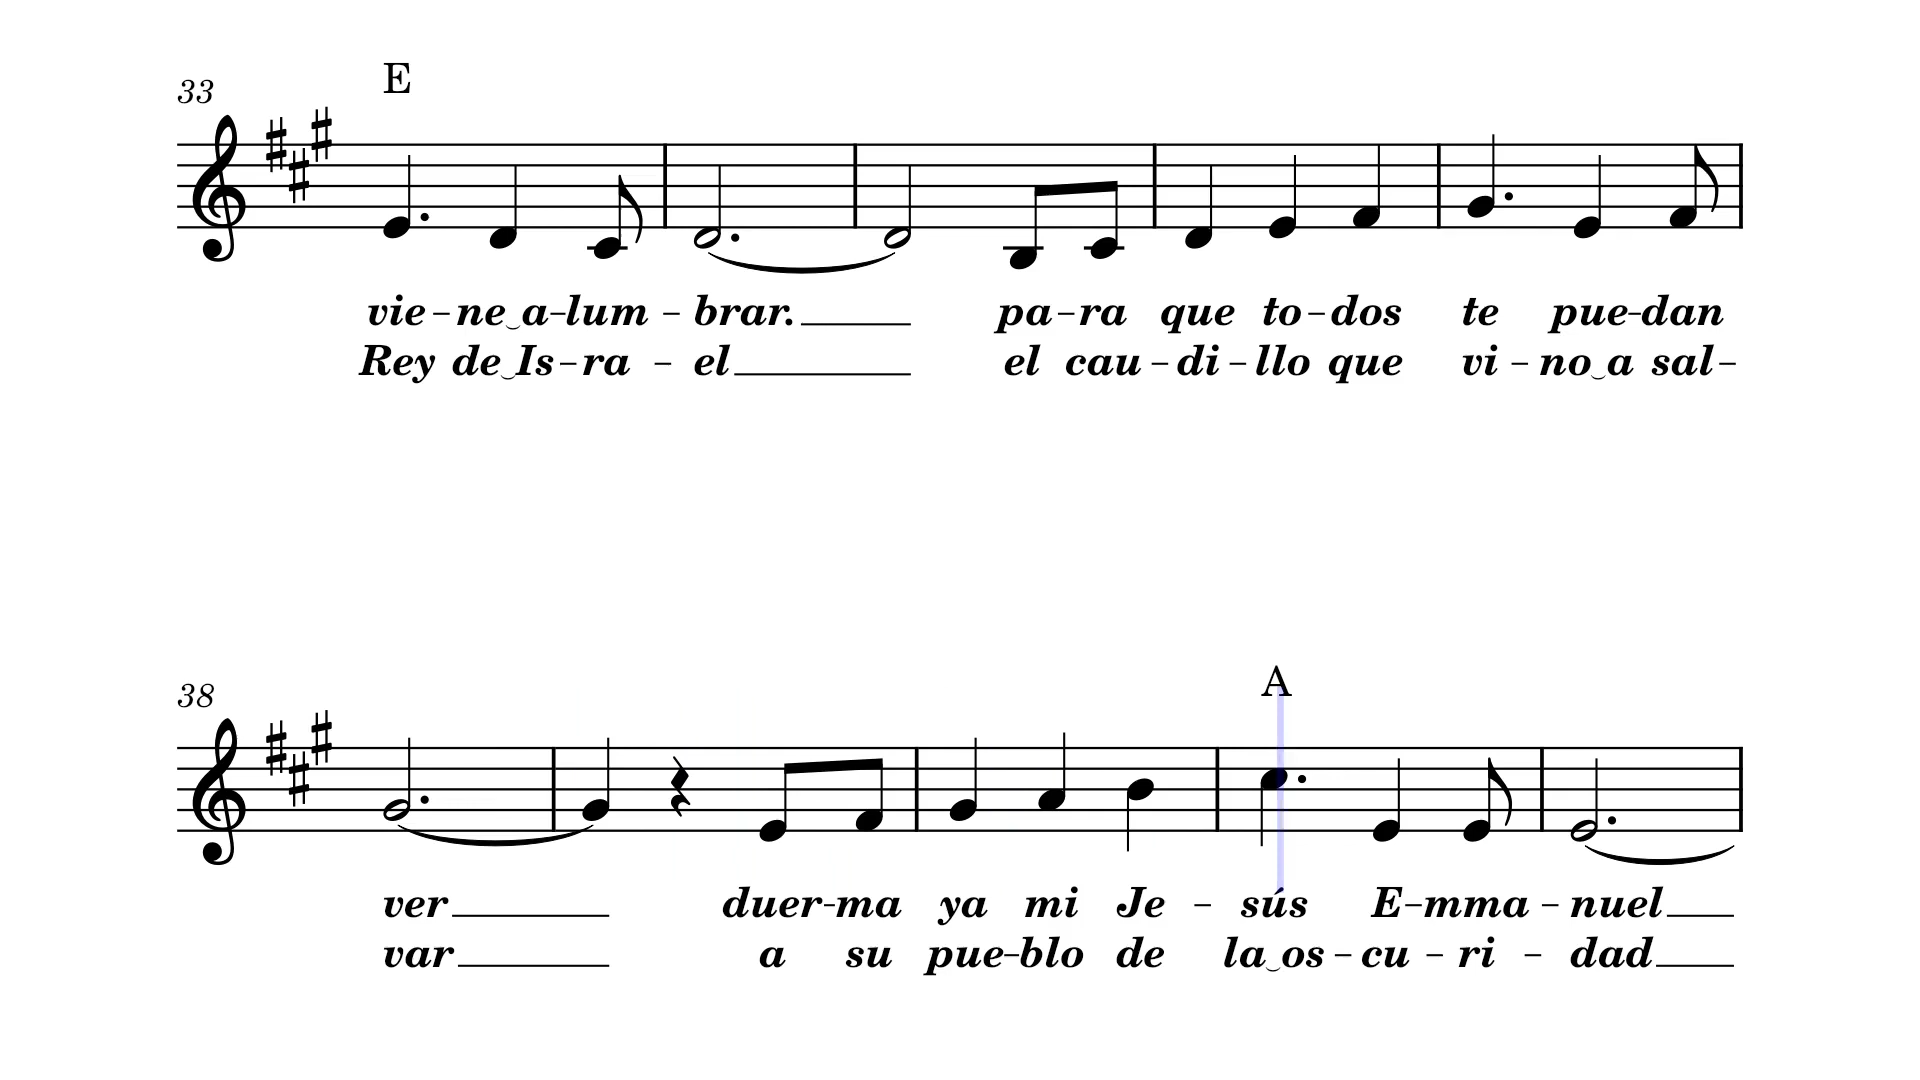 33
E
vie – ne‿a – lum – brar. pa – ra que to – dos te pue – dan
Rey de‿Is – ra – el el cau – di – llo que vi – no‿a sal –
38
A
ver duer – ma ya mi Je – sús E – mma – nuel
var a su pue – blo de la‿os – cu – ri – dad